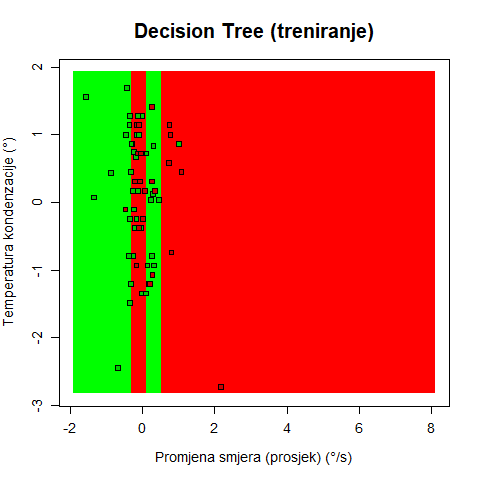 Decision Tree (treniranje)
Temperatura kondenzacije (°)
2
1
0
-1
-2
-3
-2 0 2 4 6 8
Promjena smjera (prosjek) (°/s)